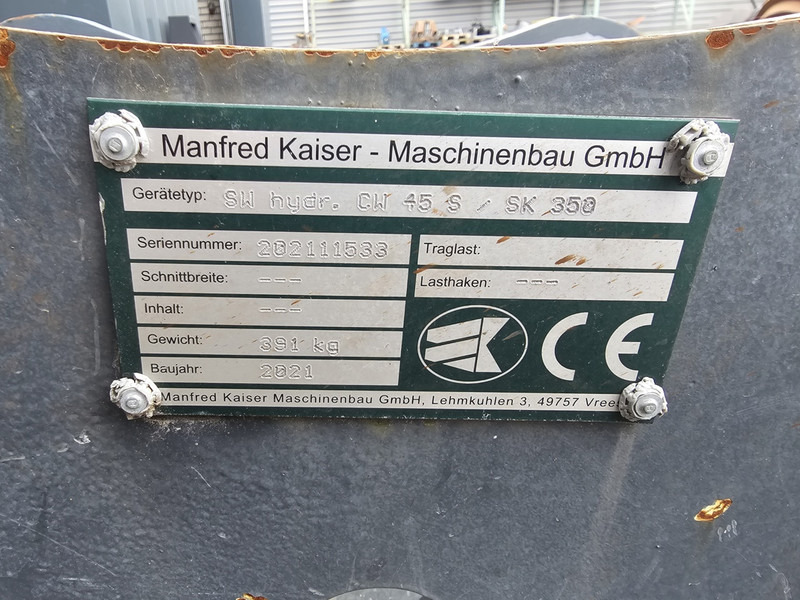 Manfred Kaiser - Maschinenbau GmbH
Gerätetyp: SW hydr. CW 45 S / SK 350
Seriennummer: 202111533
Traglast:
Schnittbreite: ---
Lasthaken: ---
Inhalt: ---
Gewicht: 391 kg
Baujahr: 2021
K CE
Manfred Kaiser Maschinenbau GmbH, Lehmkuhlen 3, 49757 Vree